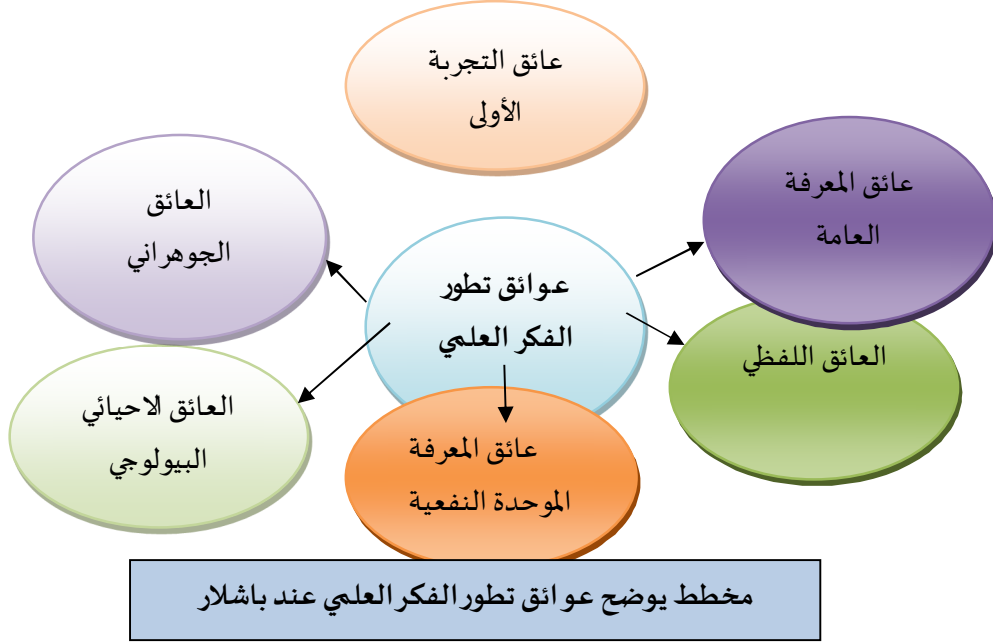 عائق التجربة
الأولى
عائق المعرفة
العامة
العائق
الجوهراني
عوائق تطور
الفكر العلمي
العائق اللفظي
العائق الاحيائي
البيولوجي
عائق المعرفة
الموحدة النفعية
مخطط يوضح عوائق تطور الفكر العلمي عند باشلار